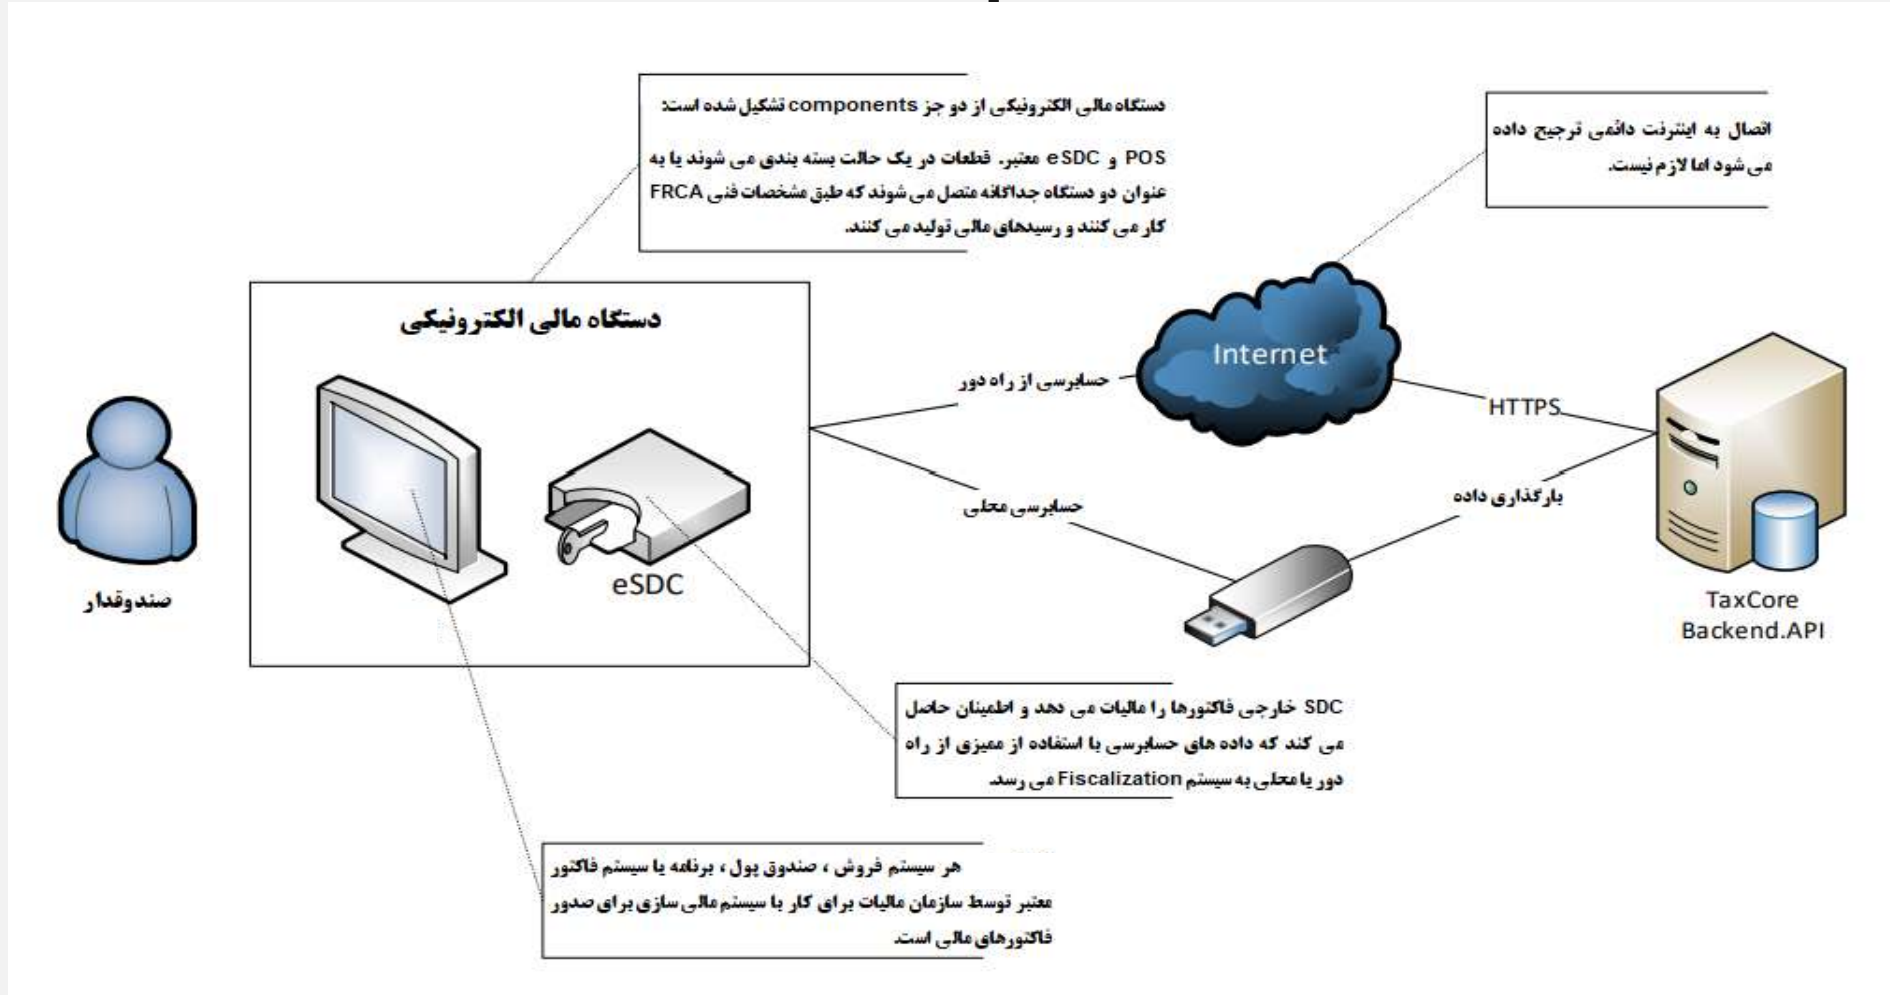 دستگاه مالی الکترونیکی از دو جز components تشکیل شده است:
POS و eSDC معتبر. قطعات در یک حالت بسته بندی می شوند یا به
عنوان دو دستگاه جداگانه متصل می شوند که طبق مشخصات فنی FRCA
کار می کنند و رسیدهای مالی تولید می کنند.
اتصال به اینترنت دائمی ترجیح داده
می شود اما لازم نیست.
دستگاه مالی الکترونیکی
Internet
حسابرسی از راه دور
HTTPS
حسابرسی محلی
بارگذاری داده
eSDC
صندوقدار
TaxCore
Backend.API
SDC خارجی فاکتورها را مالیات می دهد و اطمینان حاصل
می کند که داده های حسابرسی با استفاده از ممیزی از راه
دور یا محلی به سیستم Fiscalization می رسد.
هر سیستم فروش ، صندوق پول ، برنامه یا سیستم فاکتور
معتبر توسط سازمان مالیات برای کار با سیستم مالی سازی برای صدور
فاکتورهای مالی است.